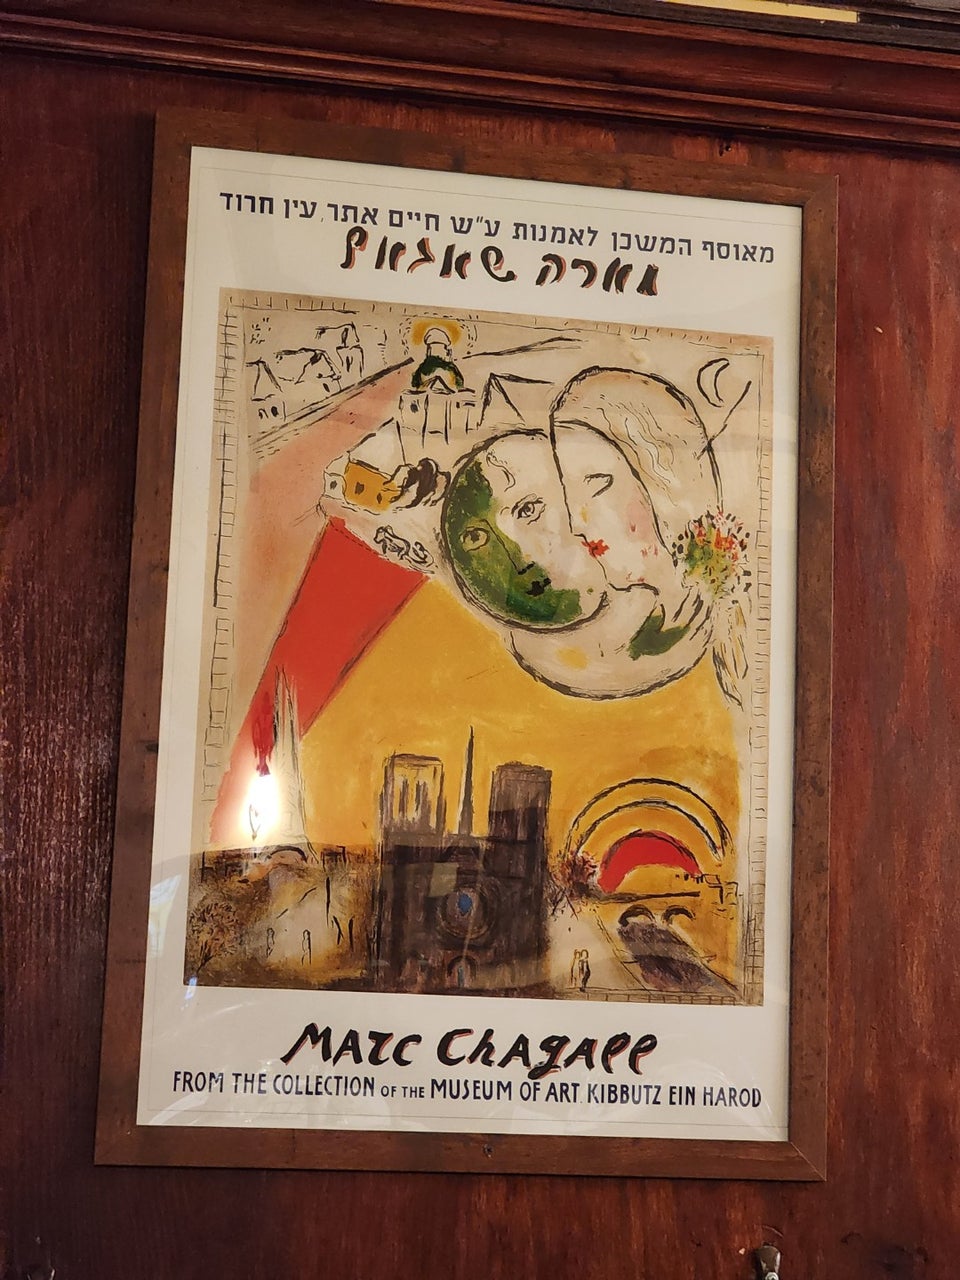 מאוסף המשכן לאמנות ע"ש חיים אתר, עין חרוד
מארק שאגאל
MARC ChAGALL
FROM THE COLLECTION OF THE MUSEUM OF ART, KIBBUTZ EIN HAROD